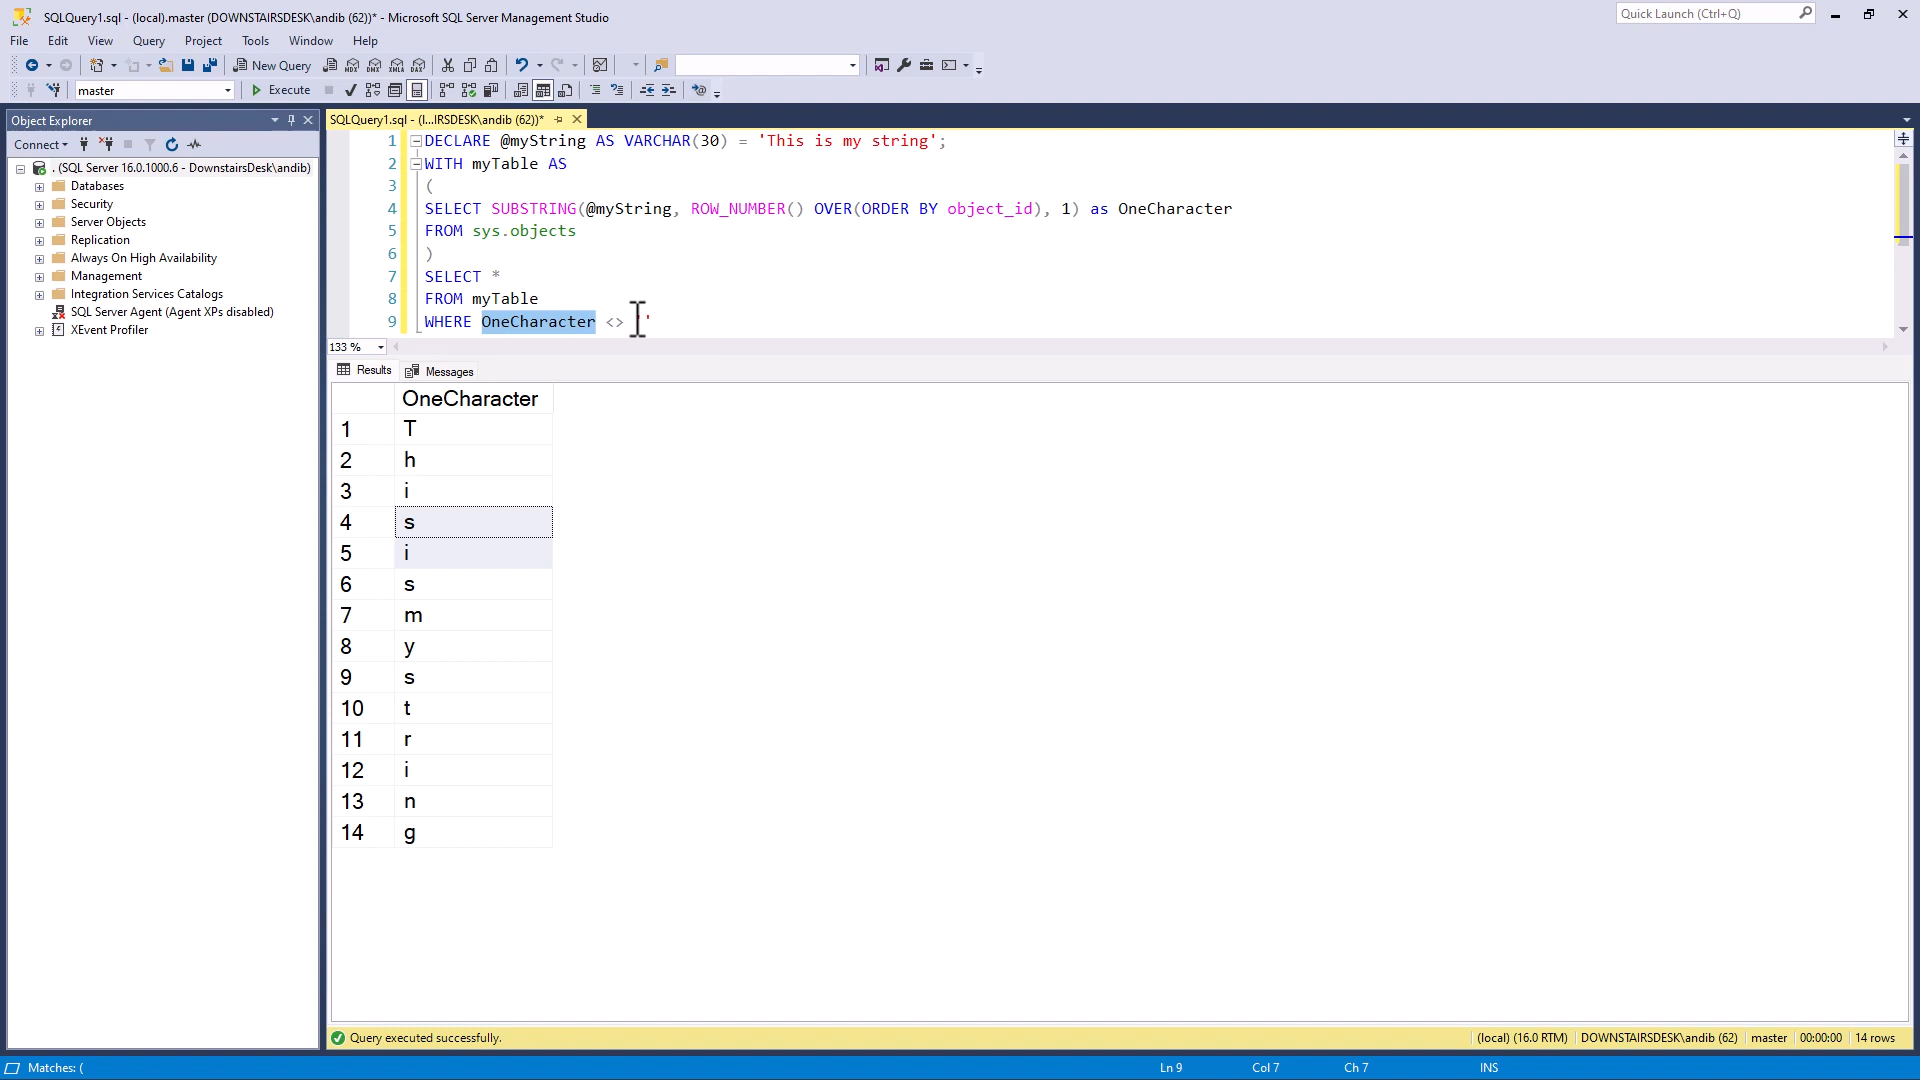 SQLQuery1.sql - (local).master (DOWNSTAIRSDESK\andib (62))* - Microsoft SQL Server Management Studio
Quick Launch (Ctrl+Q)
File Edit View Query Project Tools Window Help
New Query
master
Execute
Object Explorer
SQLQuery1.sql - (l...IRSDESK\andib (62))*
Connect
. (SQL Server 16.0.1000.6 - DownstairsDesk\andib)
Databases
Security
Server Objects
Replication
Always On High Availability
Management
Integration Services Catalogs
SQL Server Agent (Agent XPs disabled)
XEvent Profiler
1 DECLARE @myString AS VARCHAR(30) = 'This is my string';
2 WITH myTable AS
3 (
4 SELECT SUBSTRING(@myString, ROW_NUMBER() OVER(ORDER BY object_id), 1) as OneCharacter
5 FROM sys.objects
6 )
7 SELECT *
8 FROM myTable
9 WHERE OneCharacter <> ''
133 %
Results Messages
OneCharacter
1 T
2 h
3 i
4 s
5 i
6 s
7 m
8 y
9 s
10 t
11 r
12 i
13 n
14 g
Query executed successfully.
(local) (16.0 RTM) DOWNSTAIRSDESK\andib (62) master 00:00:00 14 rows
Matches: (
Ln 9 Col 7 Ch 7 INS